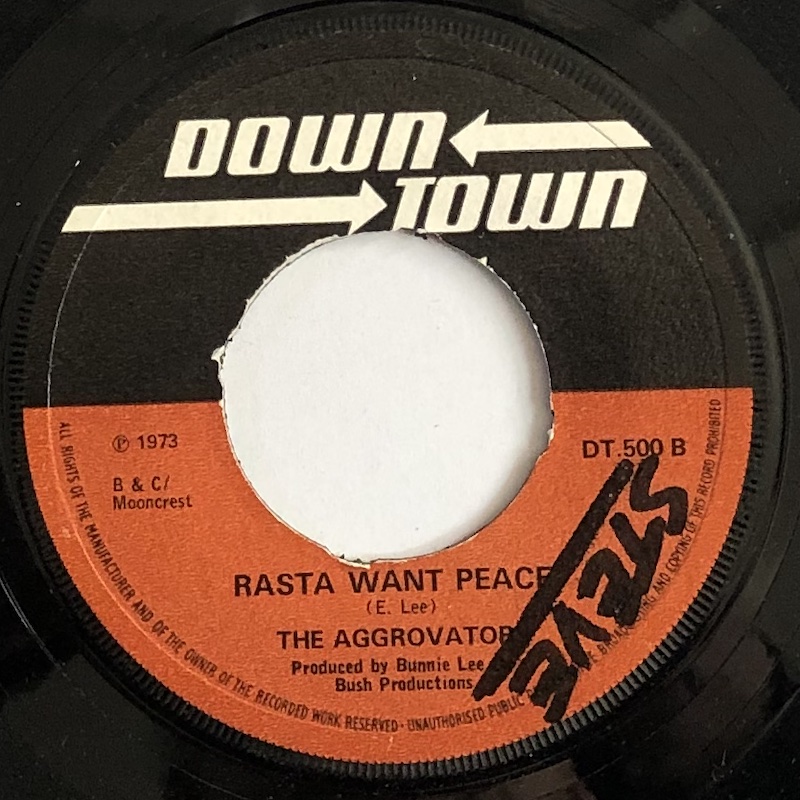 DOWN
TOWN
℗ 1973
DT.500 B
B & C/
Mooncrest
RASTA WANT PEACE
(E. Lee)
THE AGGROVATOR
Produced by Bunnie Lee
Bush Productions
STEVE
ALL RIGHTS OF THE MANUFACTURER AND OF THE OWNER OF THE RECORDED WORK RESERVED · UNAUTHORISED PUBLIC BROADCASTING AND COPYING OF THIS RECORD PROHIBITED